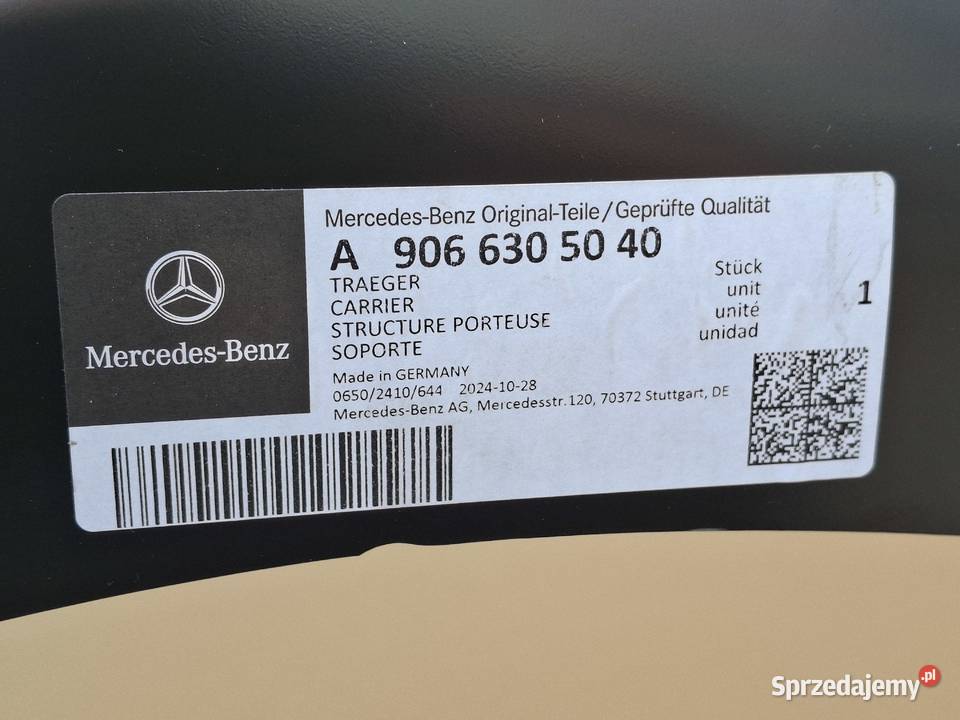 Mercedes-Benz
Mercedes-Benz Original-Teile/Geprüfte Qualität
A 906 630 50 40
TRAEGER
CARRIER
STRUCTURE PORTEUSE
SOPORTE
Stück
unit
unité
unidad
1
Made in GERMANY
0650/2410/644 2024-10-28
Mercedes-Benz AG, Mercedesstr.120, 70372 Stuttgart, DE
Sprzedajemy.pl